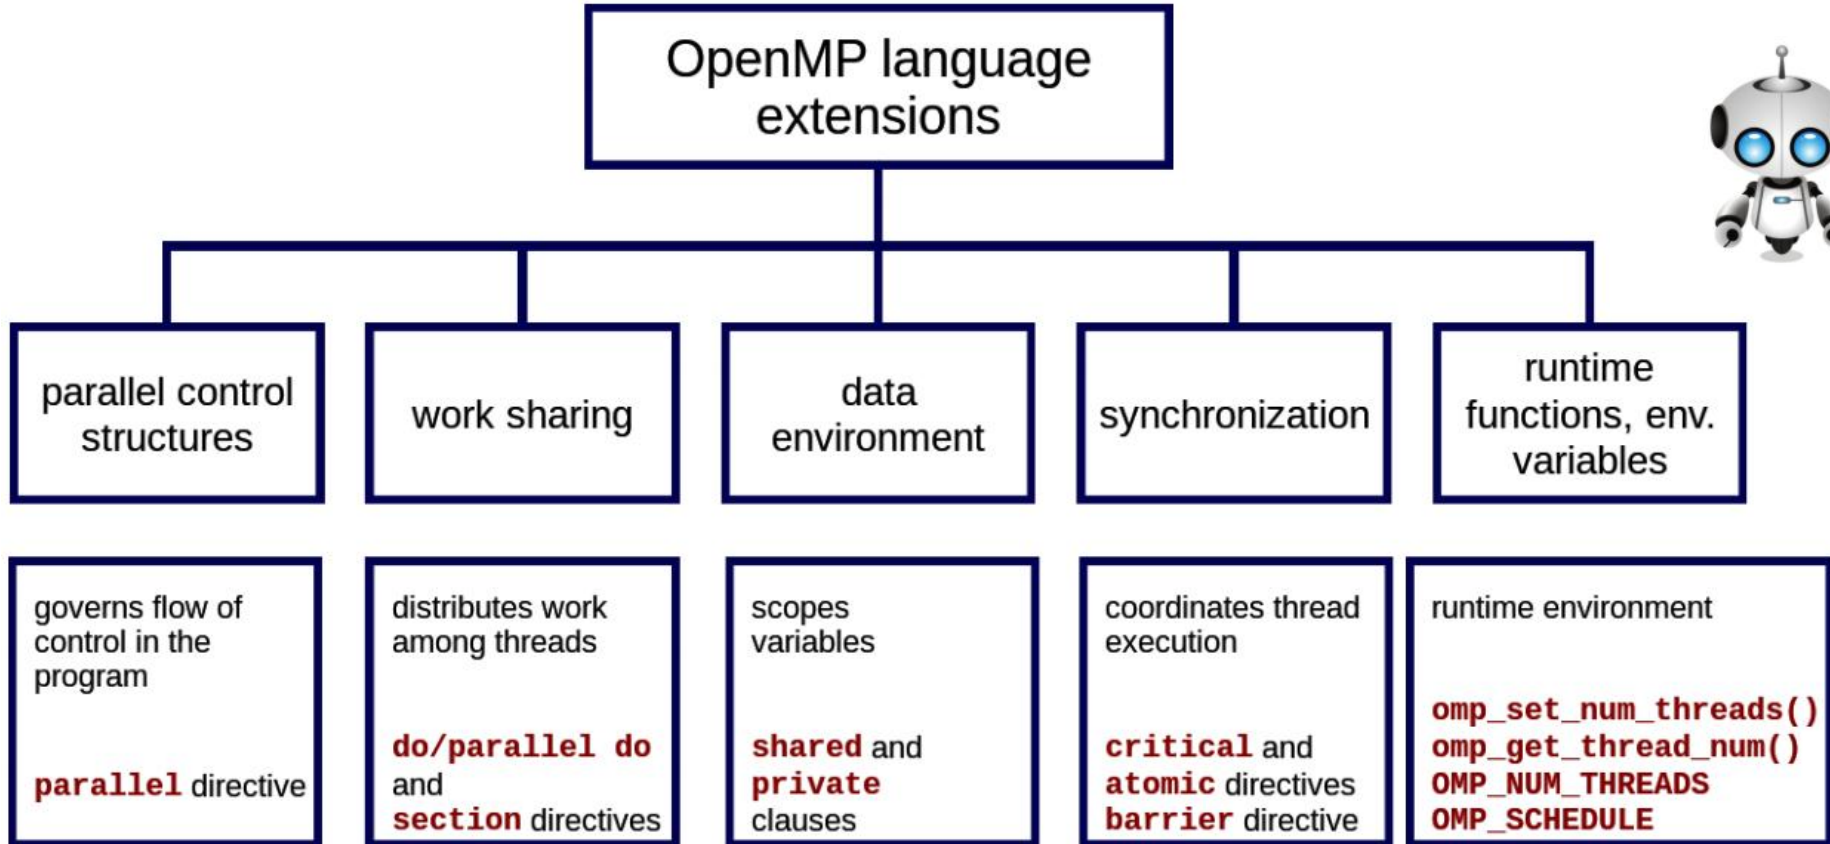 OpenMP language
extensions
parallel control
structures
work sharing
data
environment
synchronization
runtime
functions, env.
variables
governs flow of
control in the
program
parallel directive
distributes work
among threads
do/parallel do
and
section directives
scopes
variables
shared and
private
clauses
coordinates thread
execution
critical and
atomic directives
barrier directive
runtime environment
omp_set_num_threads()
omp_get_thread_num()
OMP_NUM_THREADS
OMP_SCHEDULE